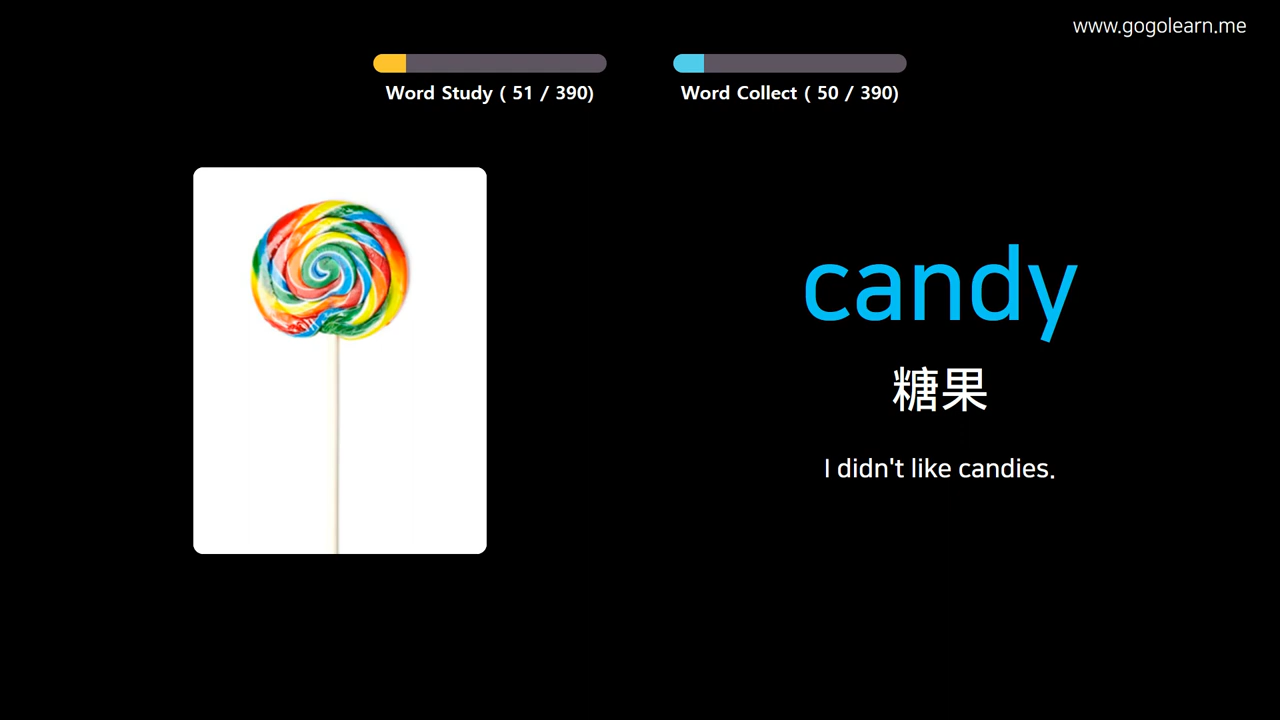 www.gogolearn.me
Word Study ( 51 / 390)
Word Collect ( 50 / 390)
candy
糖果
I didn't like candies.